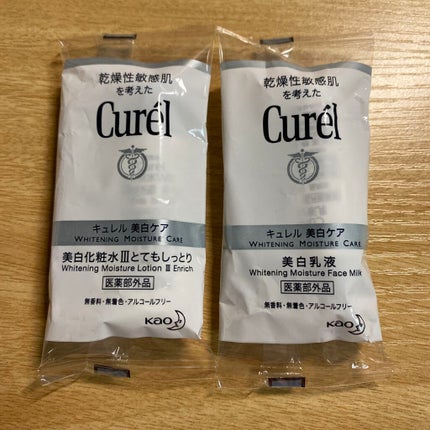 乾燥性敏感肌
を考えた
Curél
キュレル 美白ケア
WHITENING MOISTURE CARE
美白化粧水Ⅲとてもしっとり
Whitening Moisture Lotion Ⅲ Enrich
医薬部外品
無香料・無着色・アルコールフリー
Kao
乾燥性敏感肌
を考えた
Curél
キュレル 美白ケア
WHITENING MOISTURE CARE
美白乳液
Whitening Moisture Face Milk
医薬部外品
無香料・無着色・アルコールフリー
Kao